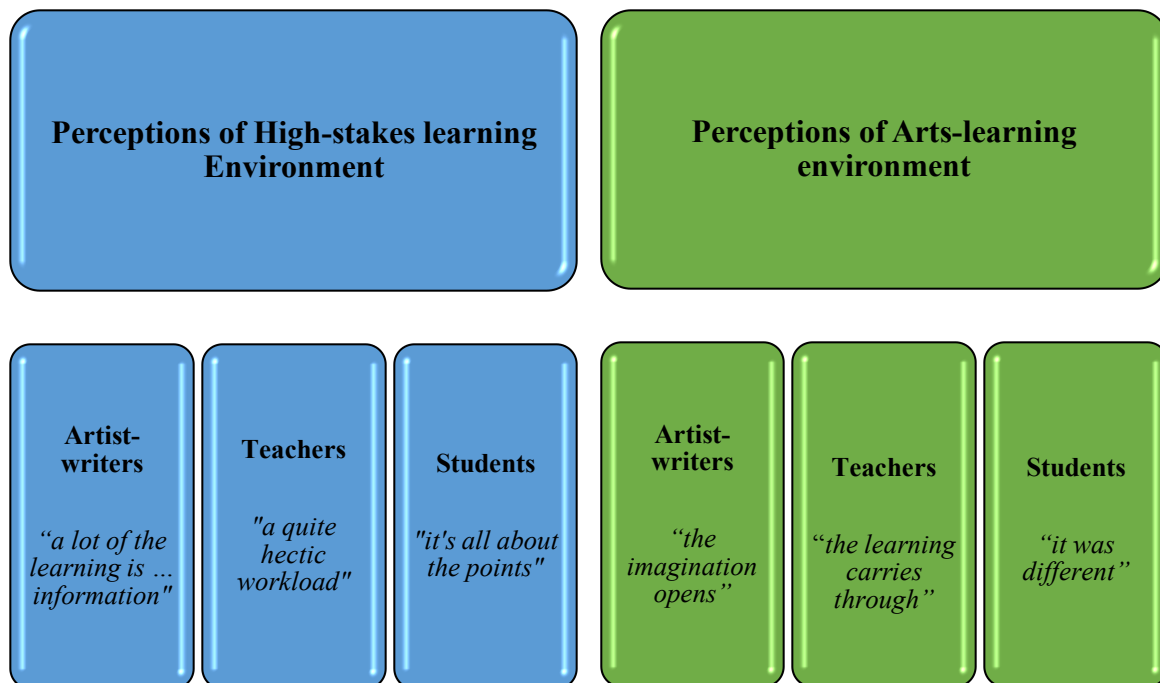 Perceptions of High-stakes learning
Environment
Perceptions of Arts-learning
environment
Artist-
writers
“a lot of the
learning is …
information"
Teachers
"a quite
hectic
workload"
Students
"it's all about
the points"
Artist-
writers
“the
imagination
opens”
Teachers
“the learning
carries
through”
Students
“it was
different”